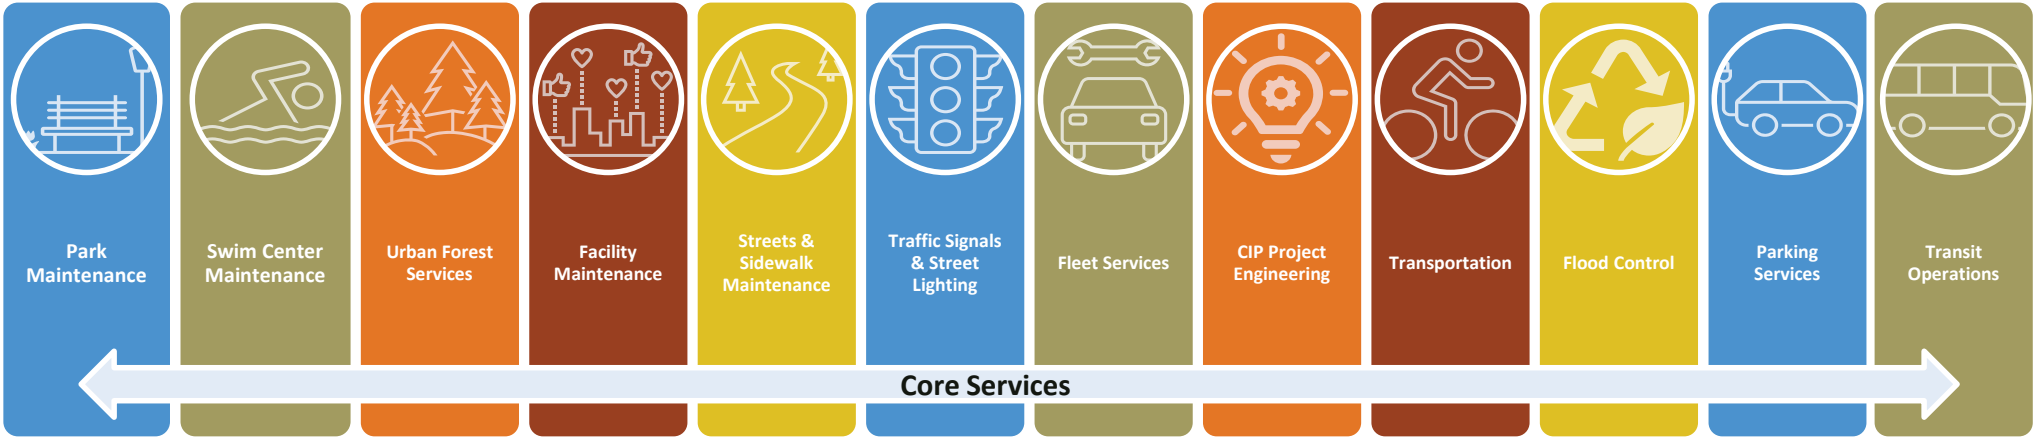 Park
Maintenance
Swim Center
Maintenance
Urban Forest
Services
Facility
Maintenance
Streets &
Sidewalk
Maintenance
Traffic Signals
& Street
Lighting
Fleet Services
CIP Project
Engineering
Transportation
Flood Control
Parking
Services
Transit
Operations
Core Services